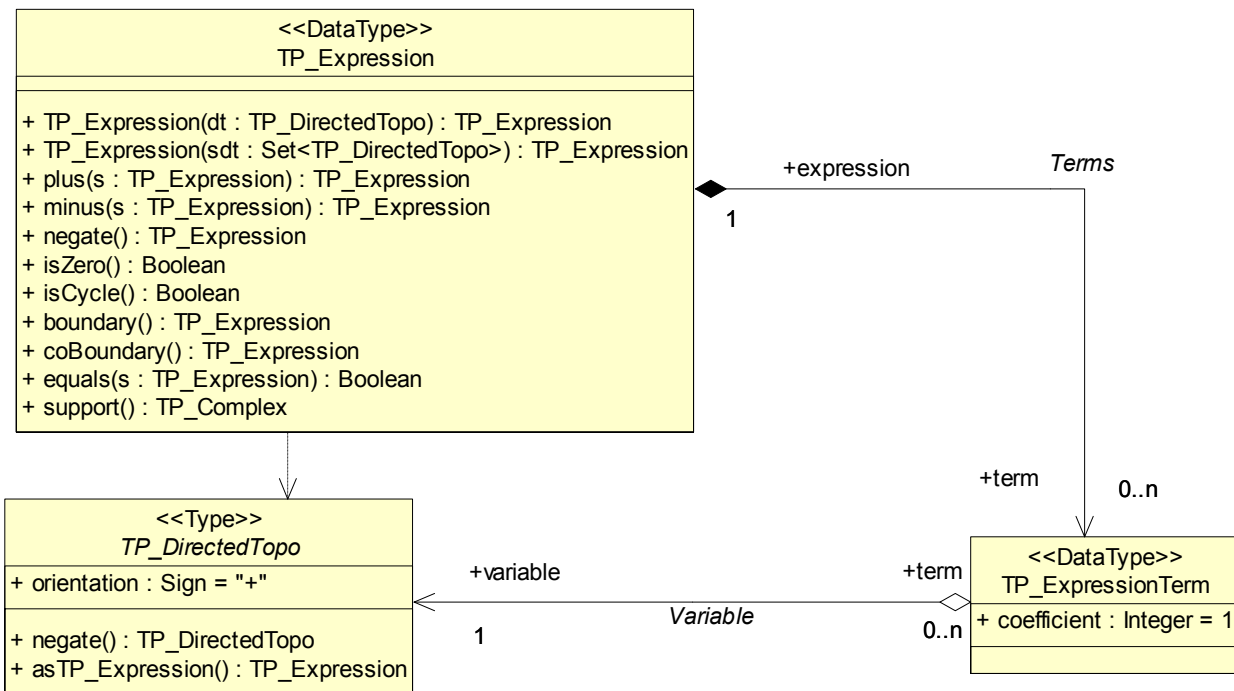 <<DataType>>
TP_Expression
+ TP_Expression(dt : TP_DirectedTopo) : TP_Expression
+ TP_Expression(sdt : Set<TP_DirectedTopo>) : TP_Expression
+ plus(s : TP_Expression) : TP_Expression
+ minus(s : TP_Expression) : TP_Expression
+ negate() : TP_Expression
+ isZero() : Boolean
+ isCycle() : Boolean
+ boundary() : TP_Expression
+ coBoundary() : TP_Expression
+ equals(s : TP_Expression) : Boolean
+ support() : TP_Complex
+expression
Terms
1
+term
0..n
<<Type>>
TP_DirectedTopo
+ orientation : Sign = "+"
+ negate() : TP_DirectedTopo
+ asTP_Expression() : TP_Expression
+variable
+term
1
Variable
0..n
<<DataType>>
TP_ExpressionTerm
+ coefficient : Integer = 1